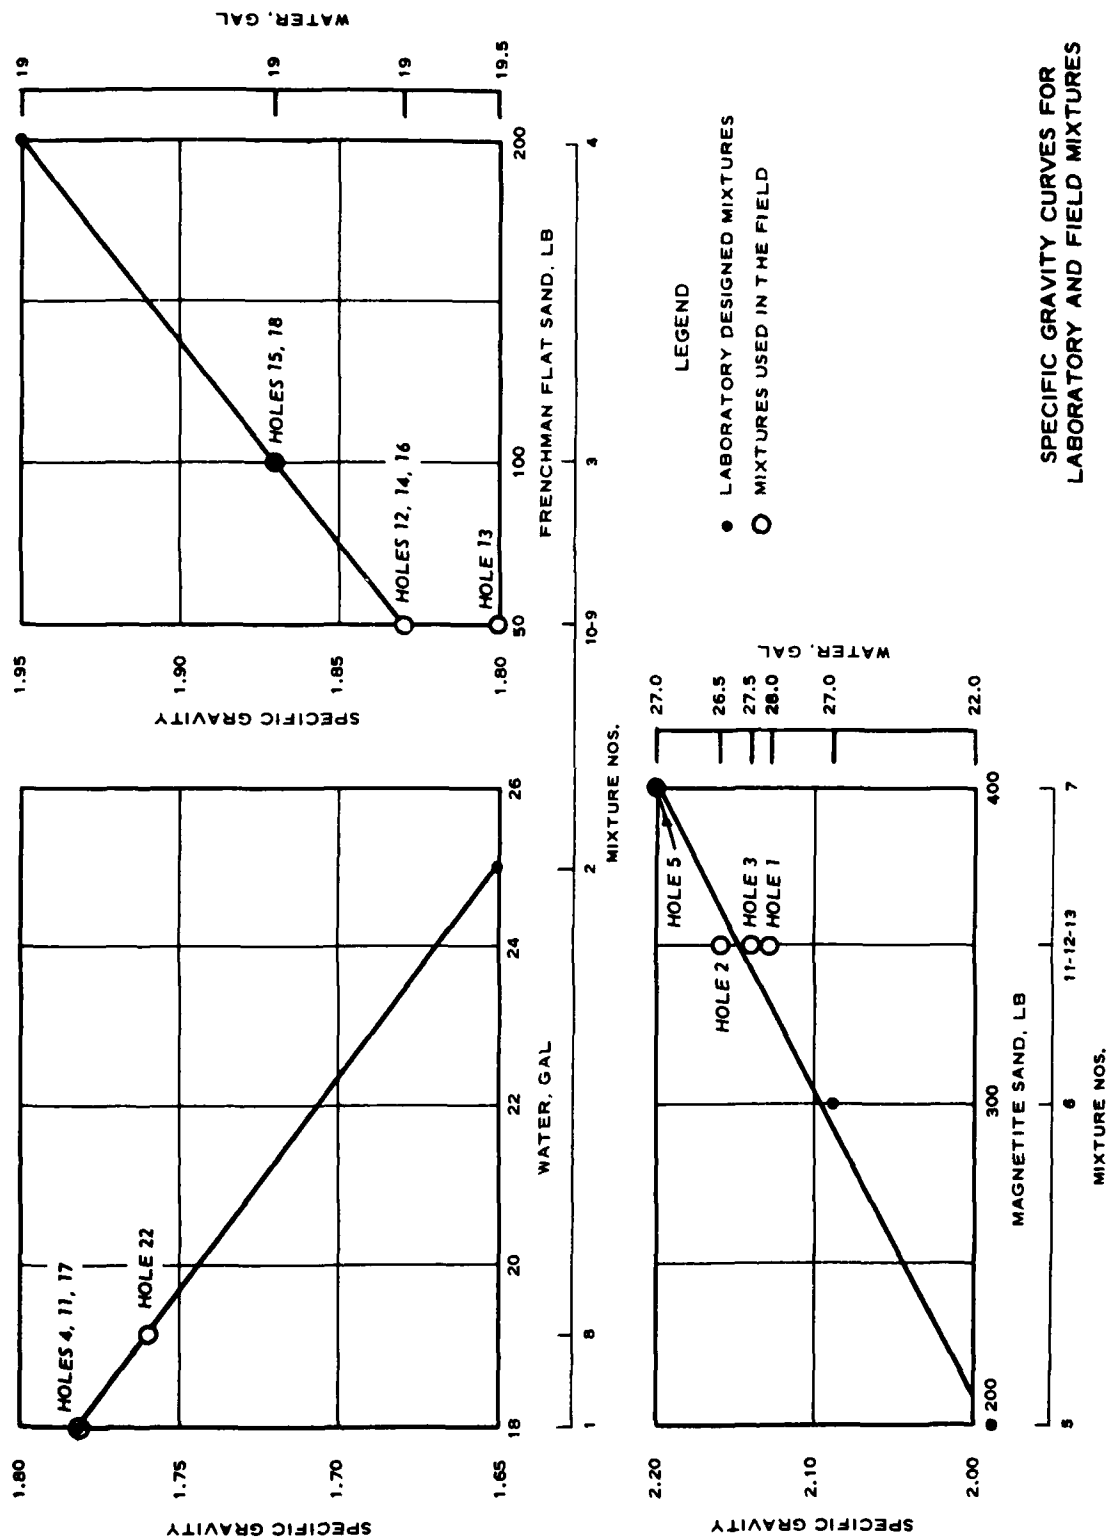 1.80
1.75
1.70
1.65
SPECIFIC GRAVITY
HOLES 4, 11, 17
HOLE 22
18
20
22
24
26
WATER, GAL
1
8
2
MIXTURE NOS.
1.95
1.90
1.85
1.80
SPECIFIC GRAVITY
HOLES 15, 18
HOLES 12, 14, 16
HOLE 13
19
19
19
19.5
WATER, GAL
50
100
200
FRENCHMAN FLAT SAND, LB
10-9
3
4
2.20
2.10
2.00
SPECIFIC GRAVITY
HOLE 5
HOLE 2
HOLE 3
HOLE 1
27.0
26.5
27.5
28.0
27.0
22.0
WATER, GAL
200
300
400
MAGNETITE SAND, LB
5
6
11-12-13
7
MIXTURE NOS.
LEGEND
LABORATORY DESIGNED MIXTURES
MIXTURES USED IN THE FIELD
SPECIFIC GRAVITY CURVES FOR
LABORATORY AND FIELD MIXTURES